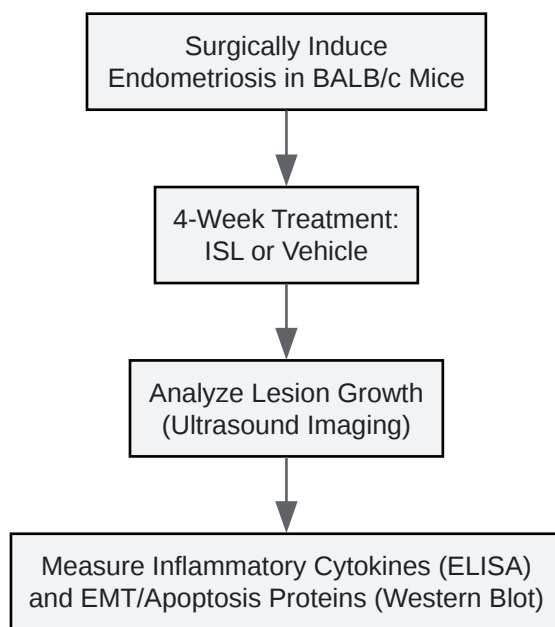 Surgically Induce
Endometriosis in BALB/c Mice
4-Week Treatment:
ISL or Vehicle
Analyze Lesion Growth
(Ultrasound Imaging)
Measure Inflammatory Cytokines (ELISA)
and EMT/Apoptosis Proteins (Western Blot)